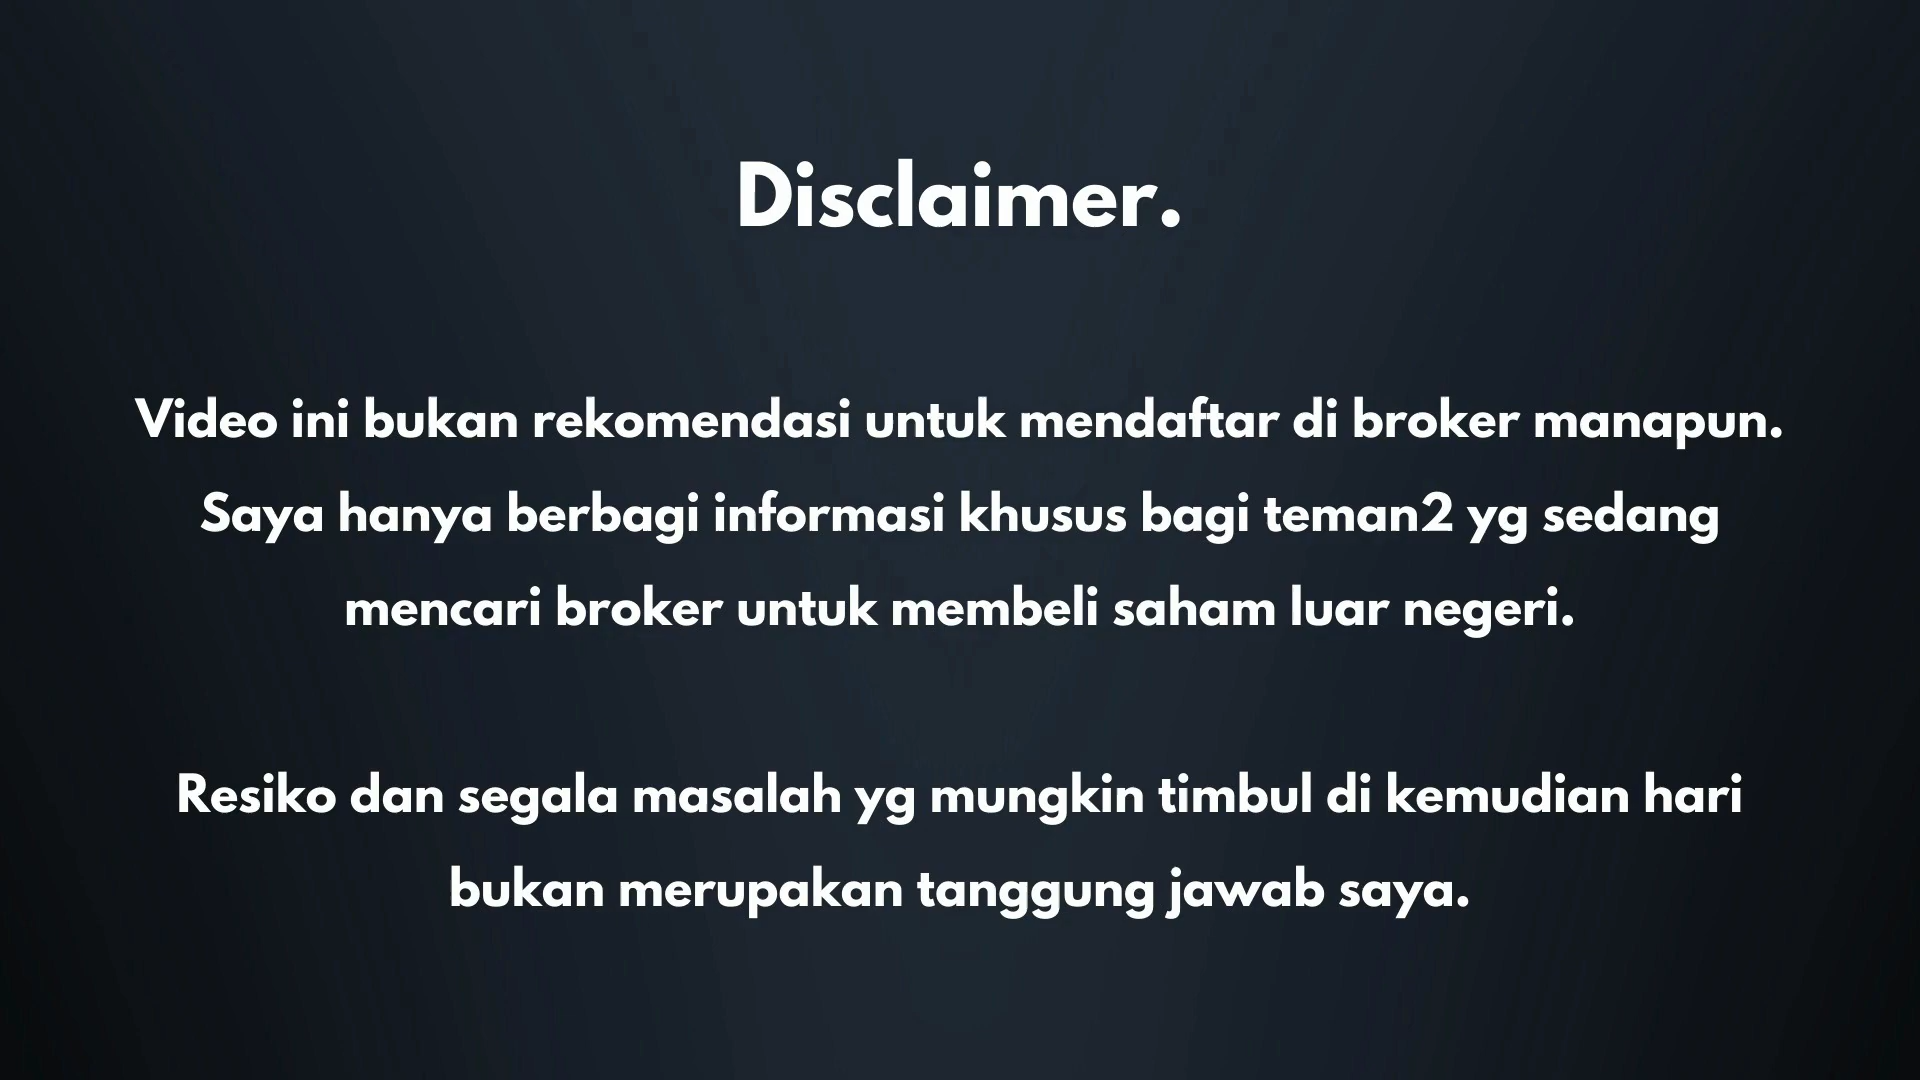 Disclaimer.
Video ini bukan rekomendasi untuk mendaftar di broker manapun.
Saya hanya berbagi informasi khusus bagi teman2 yg sedang
mencari broker untuk membeli saham luar negeri.
Resiko dan segala masalah yg mungkin timbul di kemudian hari
bukan merupakan tanggung jawab saya.